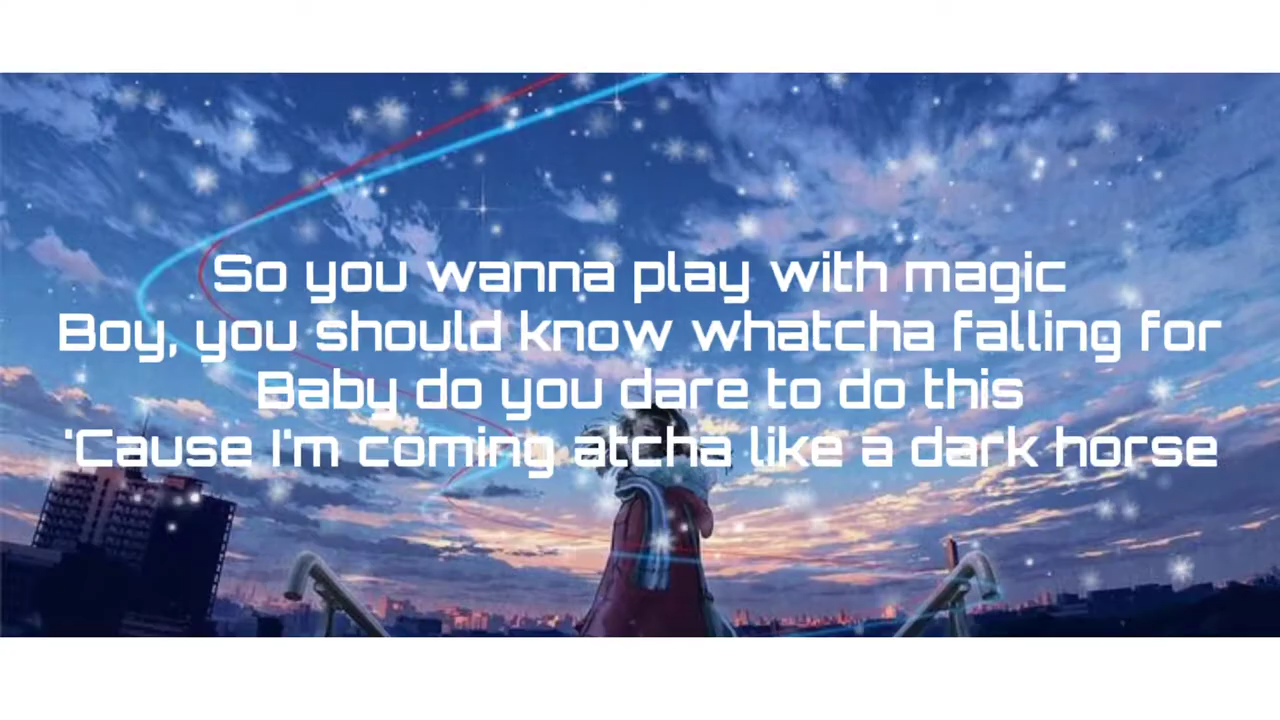 So you wanna play with magic
Boy, you should know whatcha falling for
Baby do you dare to do this
'Cause I'm coming atcha like a dark horse